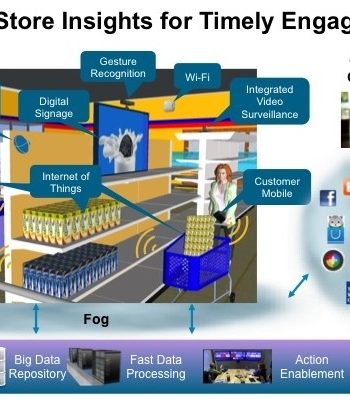 Store Insights for Timely Engag
Gesture
Recognition
Wi-Fi
Digital
Signage
Integrated
Video
Surveillance
Internet of
Things
Customer
Mobile
Fog
Big Data
Repository
Fast Data
Processing
Action
Enablement